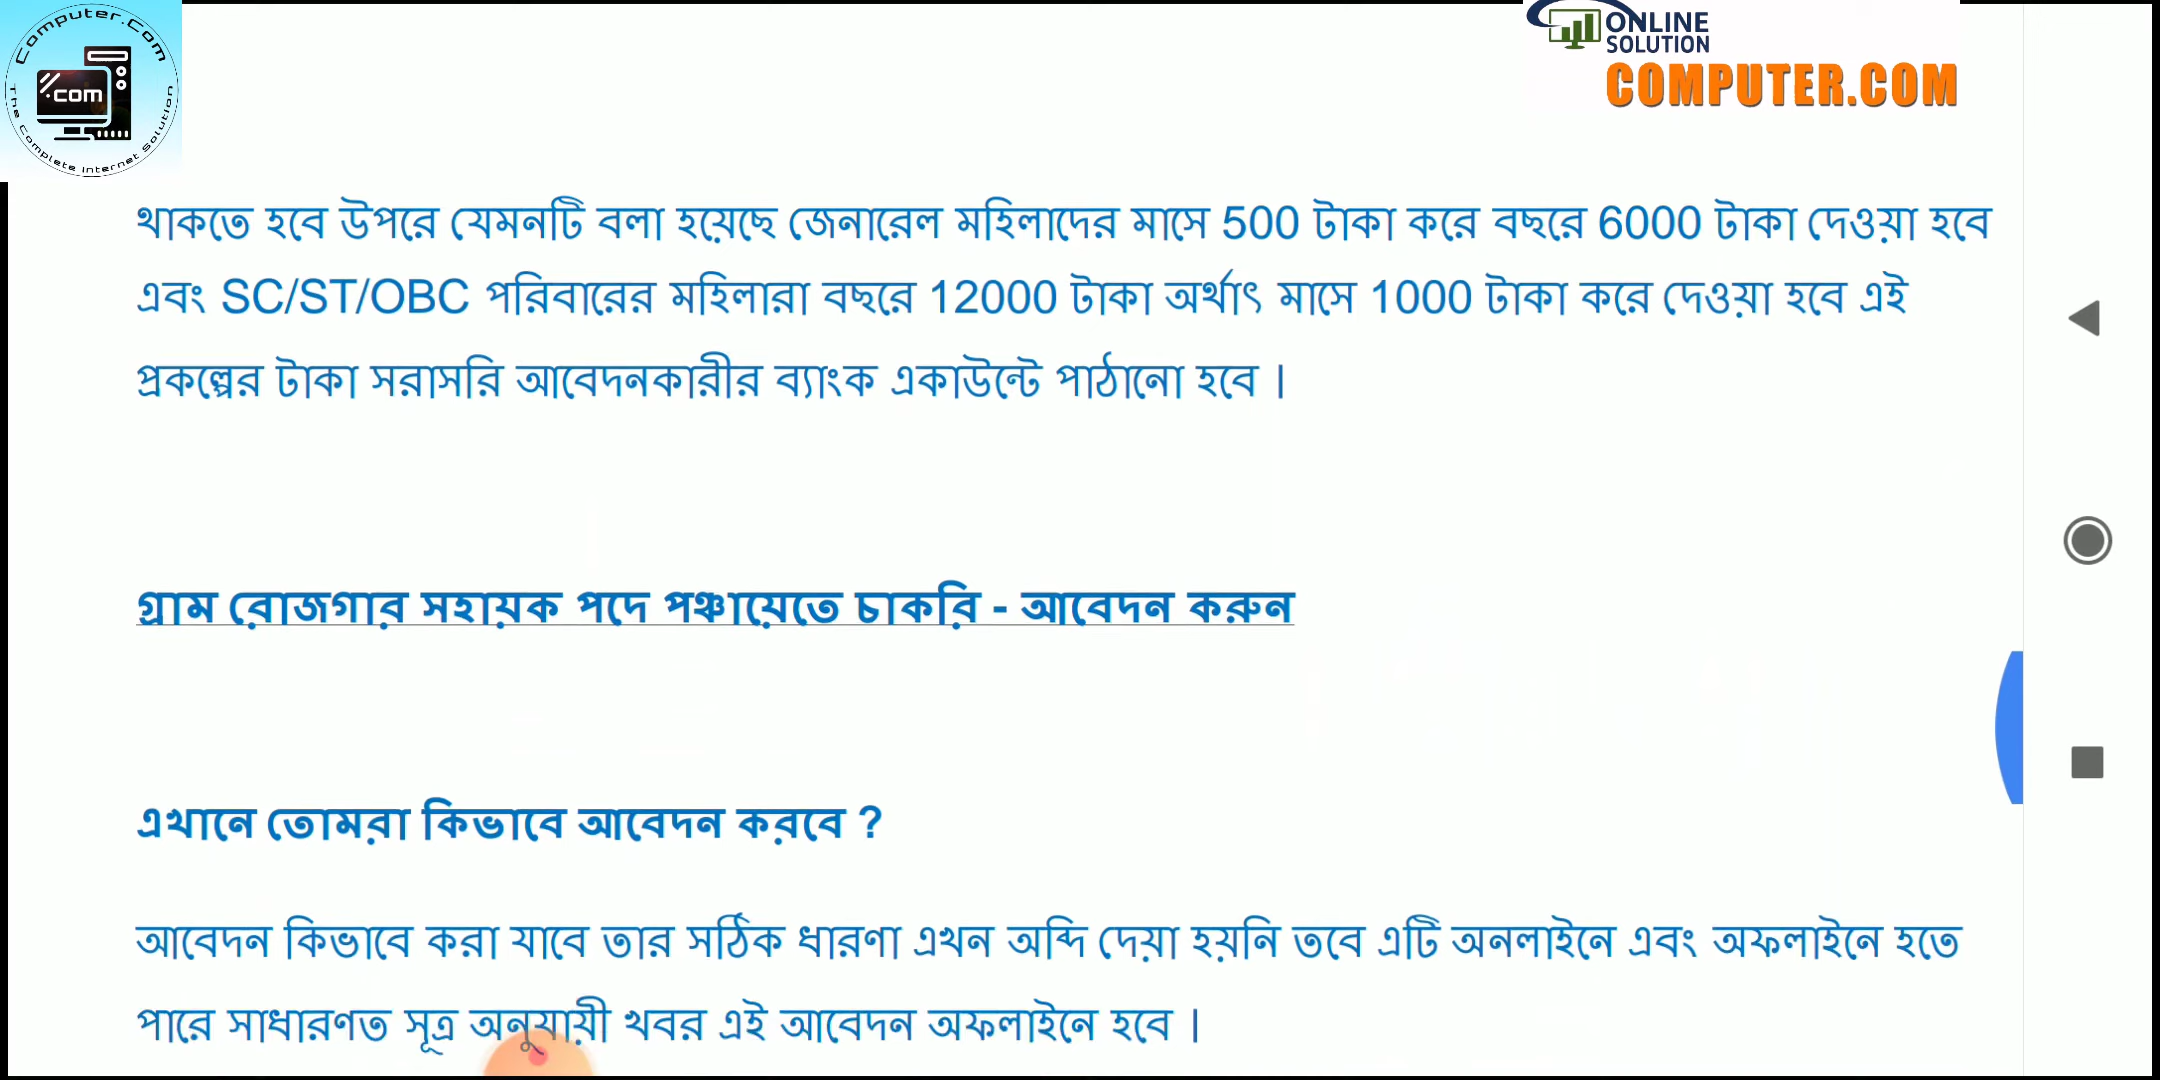 Computer.Com
.com
The Complete Internet Solution
ONLINE
SOLUTION
COMPUTER.COM
থাকতে হবে উপরে যেমনটি বলা হয়েছে জেনারেল মহিলাদের মাসে 500 টাকা করে বছরে 6000 টাকা দেওয়া হবে
এবং SC/ST/OBC পরিবারের মহিলারা বছরে 12000 টাকা অর্থাৎ মাসে 1000 টাকা করে দেওয়া হবে এই
প্রকল্পের টাকা সরাসরি আবেদনকারীর ব্যাংক একাউন্টে পাঠানো হবে ।
গ্রাম রোজগার সহায়ক পদে পঞ্চায়েতে চাকরি - আবেদন করুন
এখানে তোমরা কিভাবে আবেদন করবে ?
আবেদন কিভাবে করা যাবে তার সঠিক ধারণা এখন অব্দি দেয়া হয়নি তবে এটি অনলাইনে এবং অফলাইনে হতে
পারে সাধারণত সূত্র অনুযায়ী খবর এই আবেদন অফলাইনে হবে ।